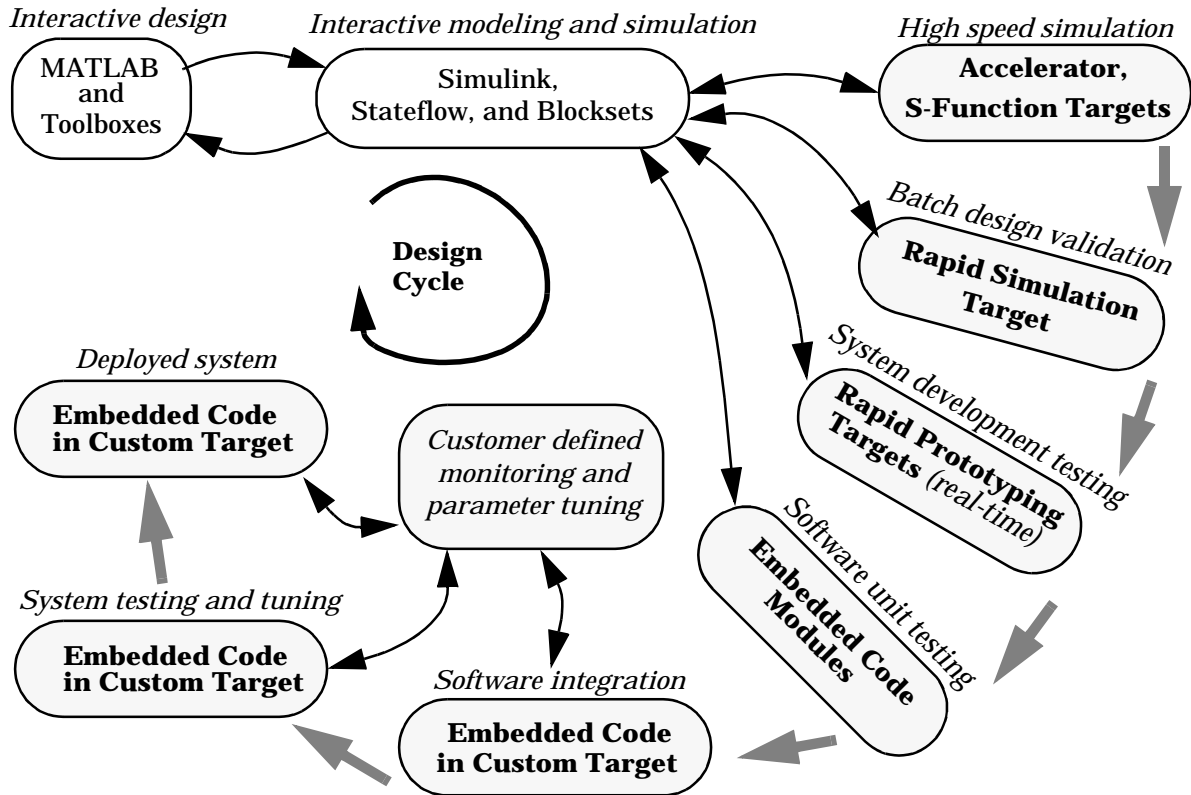 Interactive design
MATLAB
and
Toolboxes
Interactive modeling and simulation
Simulink,
Stateflow, and Blocksets
High speed simulation
Accelerator,
S-Function Targets
Batch design validation
Rapid Simulation
Target
System development testing
Rapid Prototyping
Targets (real-time)
Software unit testing
Embedded Code
Modules
Design
Cycle
Deployed system
Embedded Code
in Custom Target
Customer defined
monitoring and
parameter tuning
System testing and tuning
Embedded Code
in Custom Target
Software integration
Embedded Code
in Custom Target